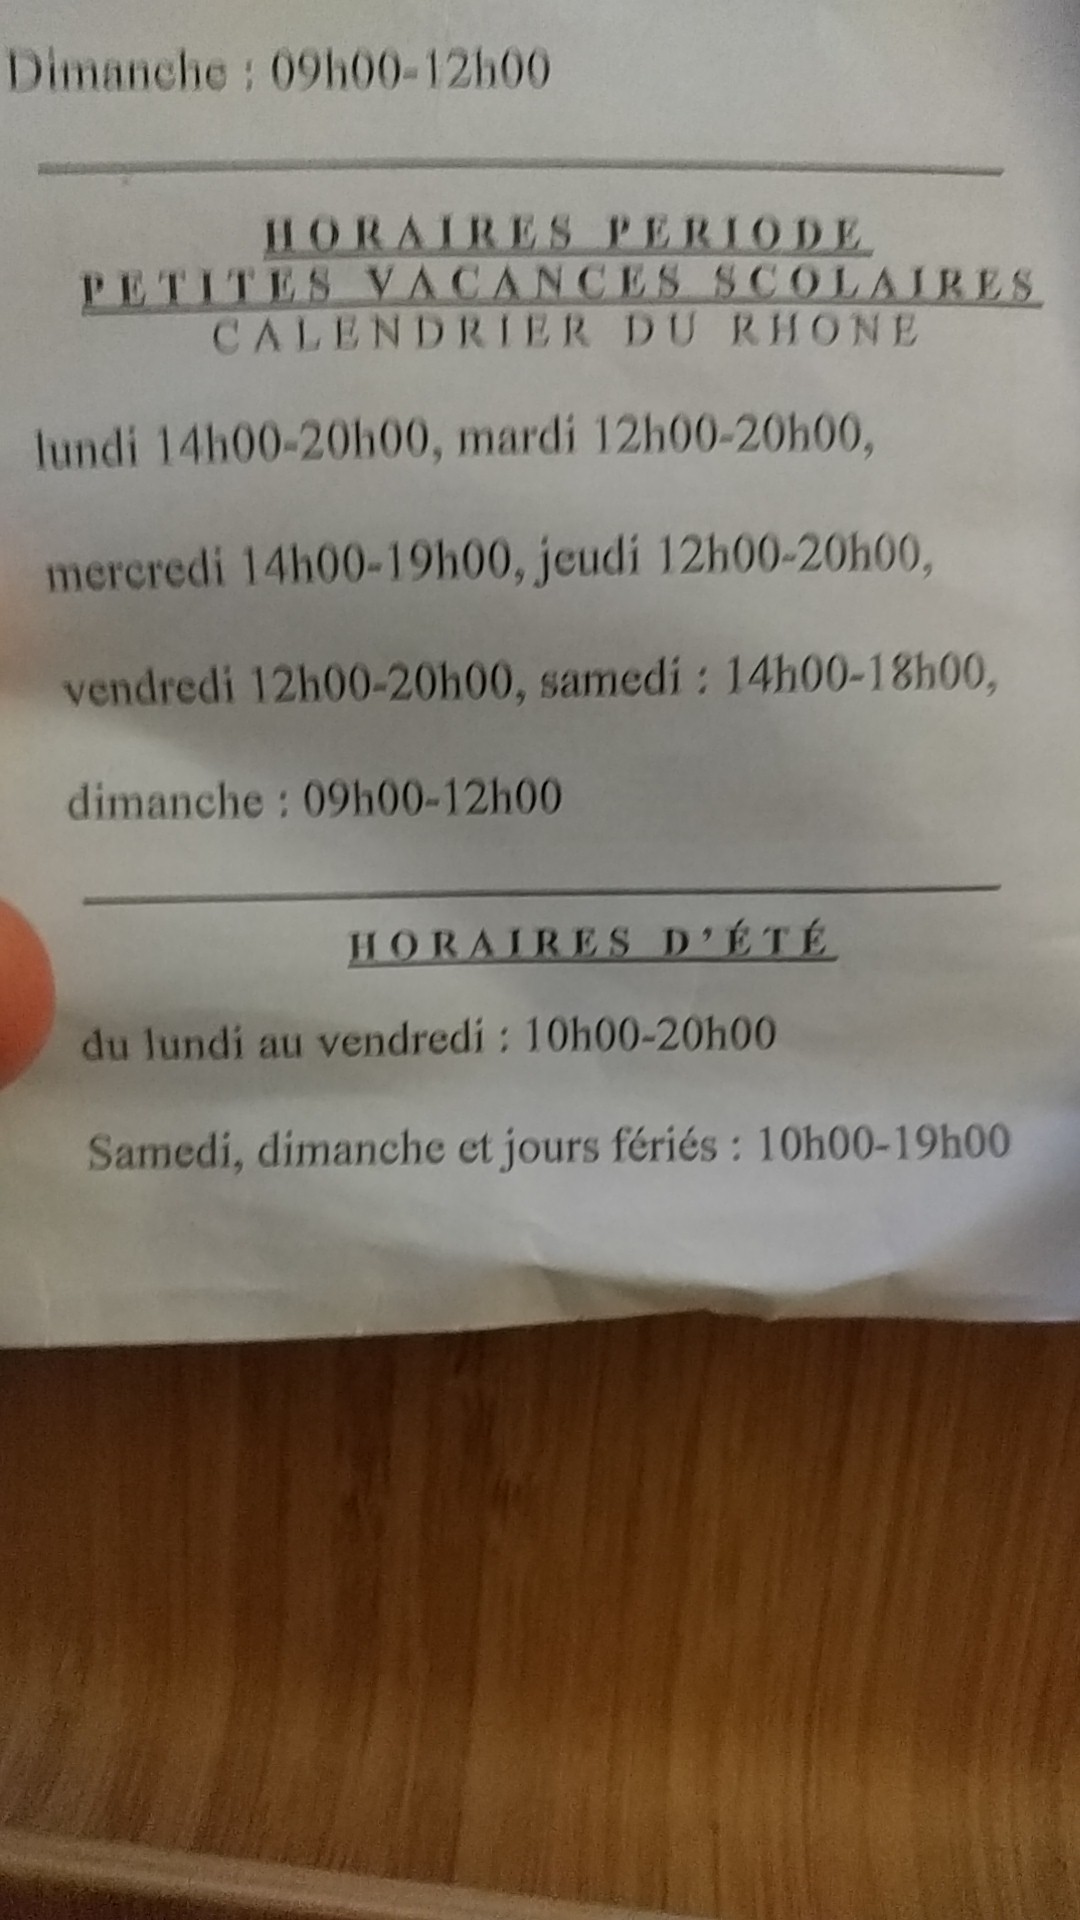 Dimanche : 09h00-12h00
HORAIRES PERIODE
PETITES VACANCES SCOLAIRES
CALENDRIER DU RHONE
lundi 14h00-20h00, mardi 12h00-20h00,
mercredi 14h00-19h00, jeudi 12h00-20h00,
vendredi 12h00-20h00, samedi : 14h00-18h00,
dimanche : 09h00-12h00
HORAIRES D'ÉTÉ
du lundi au vendredi : 10h00-20h00
Samedi, dimanche et jours fériés : 10h00-19h00